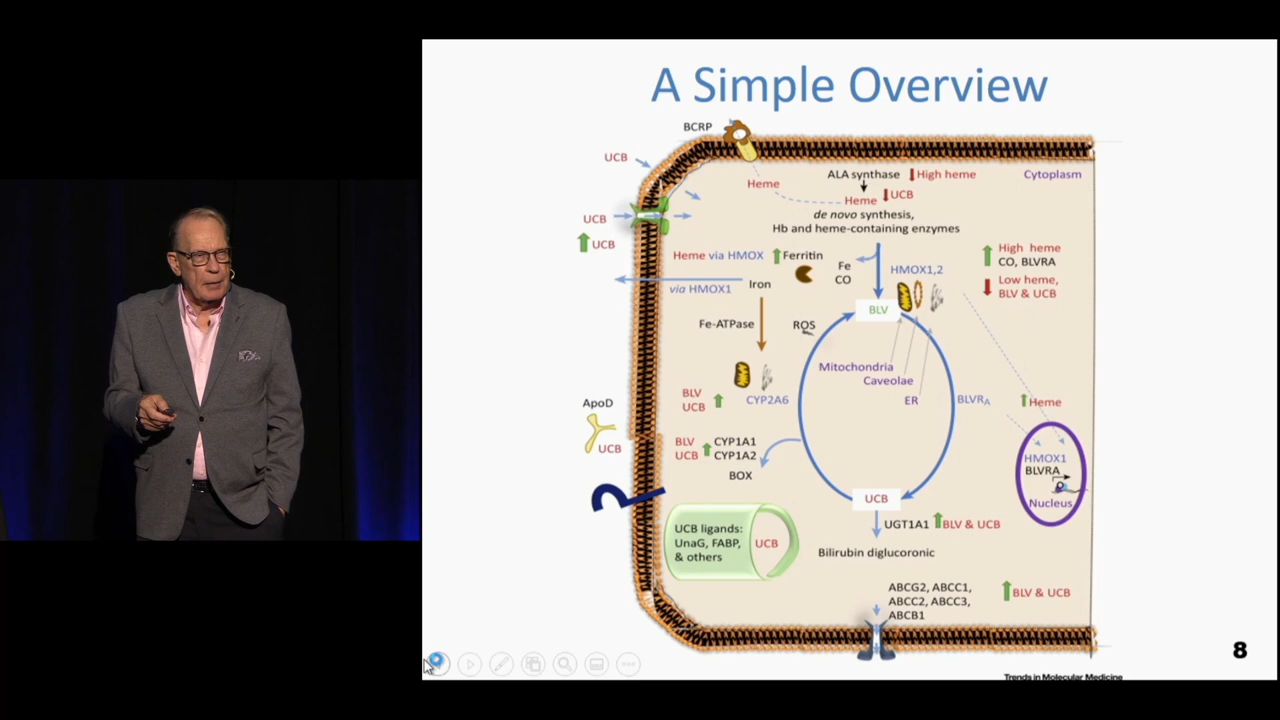 A Simple Overview
BCRP
UCB
Heme
ALA synthase
High heme
Cytoplasm
Heme
UCB
de novo synthesis,
Hb and heme-containing enzymes
UCB
UCB
Heme via HMOX
Ferritin
Fe
CO
HMOX1,2
High heme
CO, BLVRA
Low heme,
BLV & UCB
via HMOX1
Iron
BLV
Fe-ATPase
ROS
Mitochondria
Caveolae
ER
BLV
UCB
CYP2A6
BLVRA
Heme
ApoD
UCB
BLV
UCB
CYP1A1
CYP1A2
BOX
HMOX1
BLVRA
Nucleus
UCB
UCB ligands:
UnaG, FABP,
& others
UCB
UGT1A1
BLV & UCB
Bilirubin diglucoronic
ABCG2, ABCC1,
ABCC2, ABCC3,
ABCB1
BLV & UCB
8
Trends in Molecular Medicine